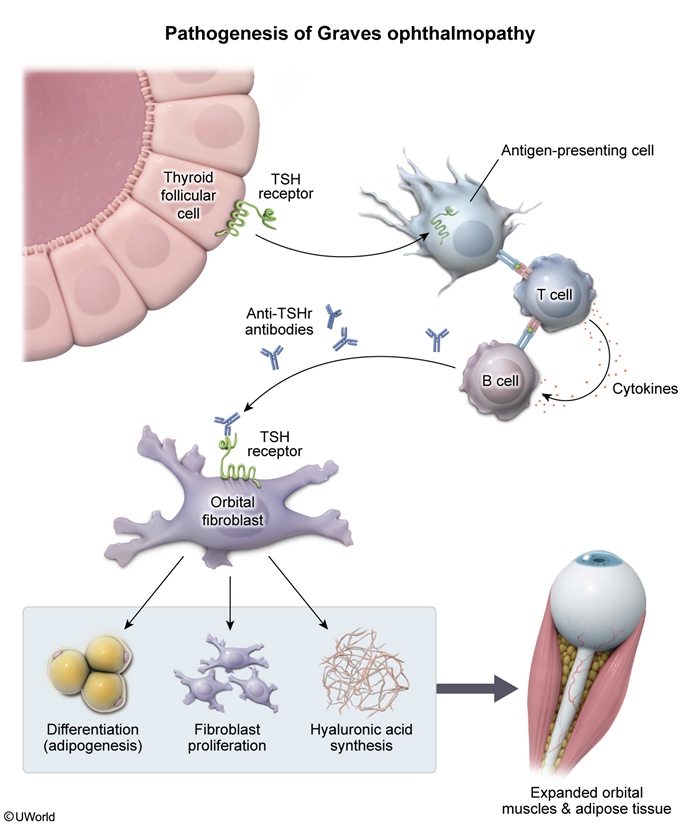 Pathogenesis of Graves ophthalmopathy
Thyroid
follicular
cell
TSH
receptor
Antigen-presenting cell
T cell
Anti-TSHr
antibodies
B cell
Cytokines
TSH
receptor
Orbital
fibroblast
Differentiation
(adipogenesis)
Fibroblast
proliferation
Hyaluronic acid
synthesis
Expanded orbital
muscles & adipose tissue
©UWorld